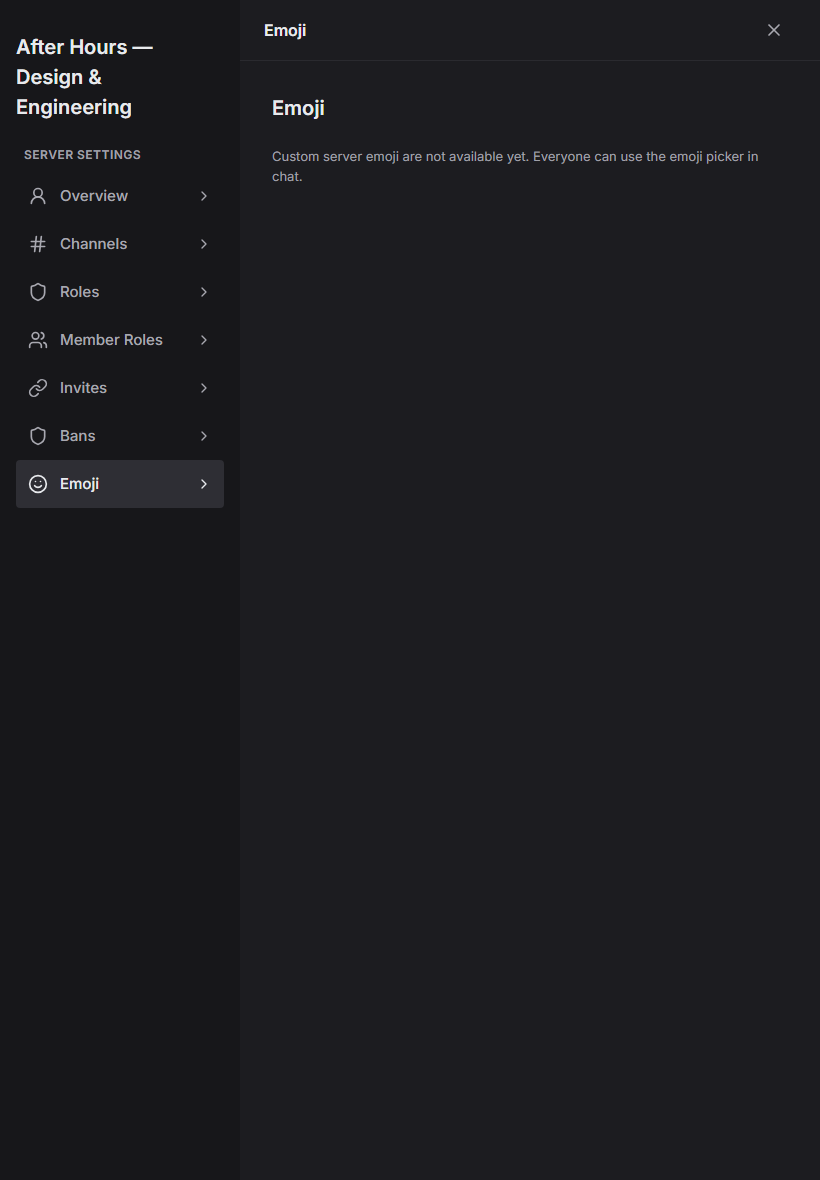 After Hours —
Design &
Engineering
SERVER SETTINGS
Overview
Channels
Roles
Member Roles
Invites
Bans
Emoji
Emoji
Emoji
Custom server emoji are not available yet. Everyone can use the emoji picker in
chat.